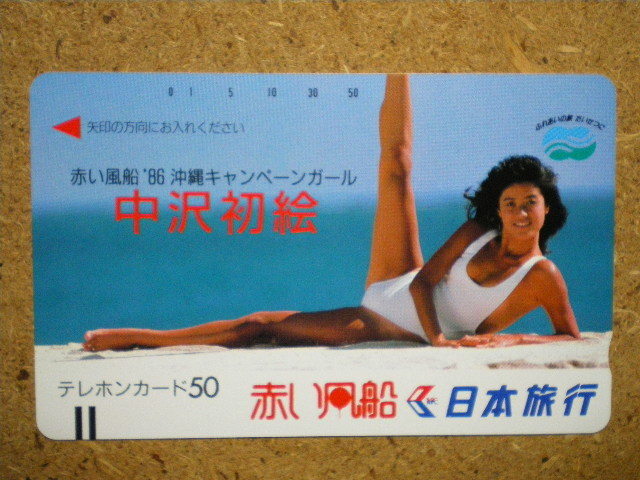 0 1 5 10 30 50
矢印の方向にお入れください
ふれあいの旅 たいせつに
赤い風船 '86 沖縄キャンペーンガール
中沢初絵
テレホンカード50
赤い風船 日本旅行